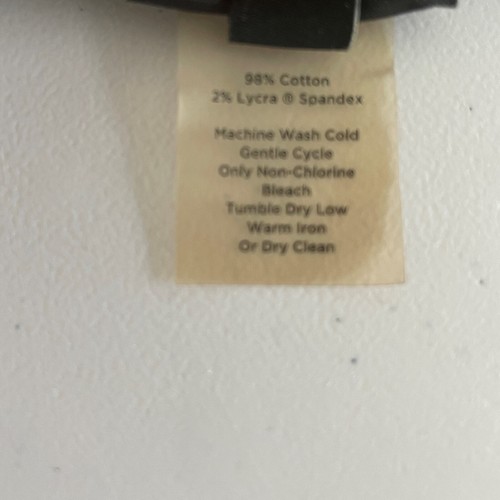 98% Cotton
2% Lycra ® Spandex
Machine Wash Cold
Gentle Cycle
Only Non-Chlorine
Bleach
Tumble Dry Low
Warm Iron
Or Dry Clean